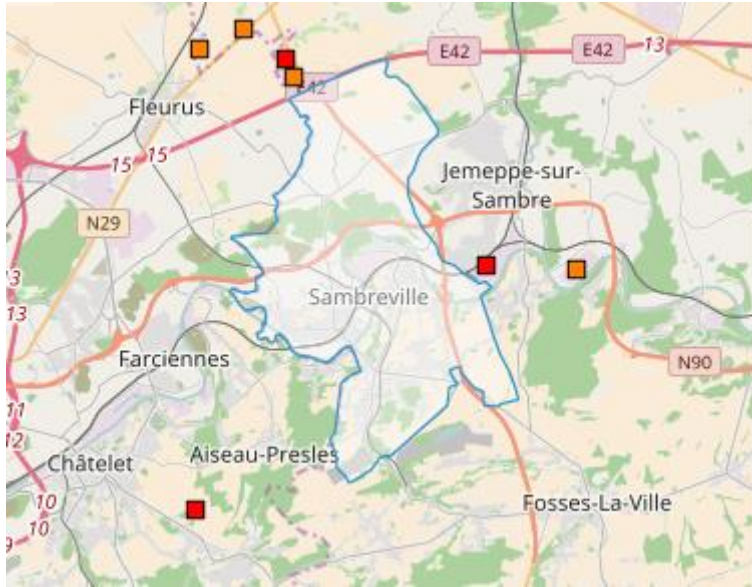 E42
E42
13
E42
Fleurus
15
15
Jemeppe-sur-
Sambre
N29
13
13
Sambreville
Farciennes
N90
11
12
Aiseau-Presles
Châtelet
10
10
9
Fosses-La-Ville